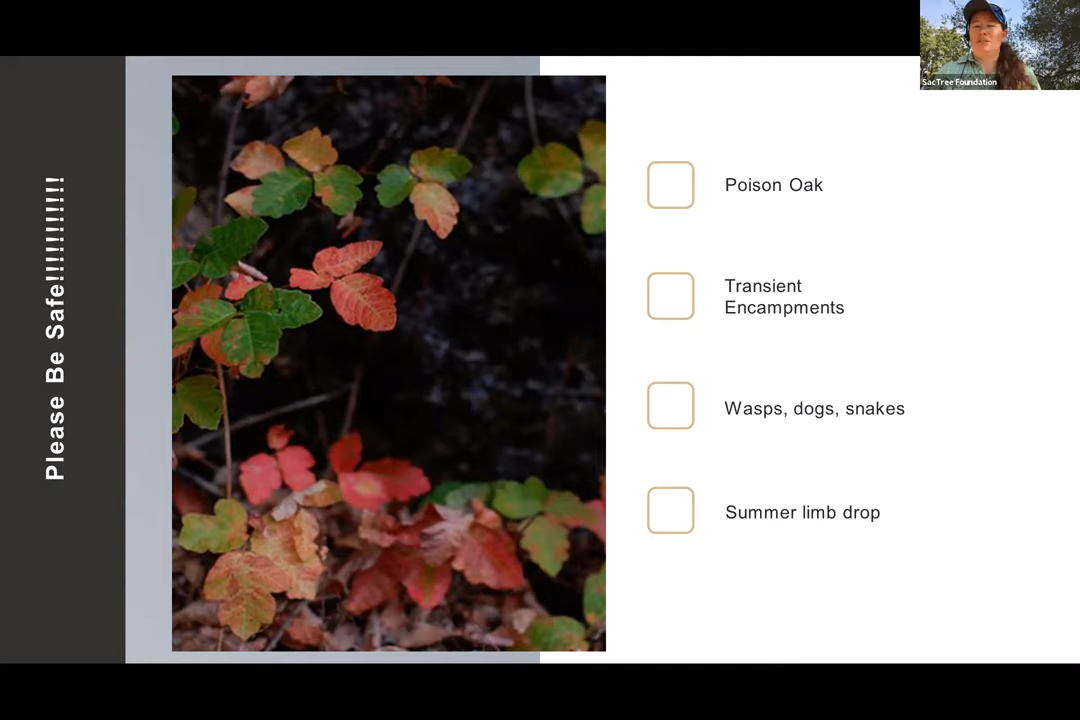 Please Be Safe!!!!!!!!!!!!
Poison Oak
Transient
Encampments
Wasps, dogs, snakes
Summer limb drop
SacTree Foundation